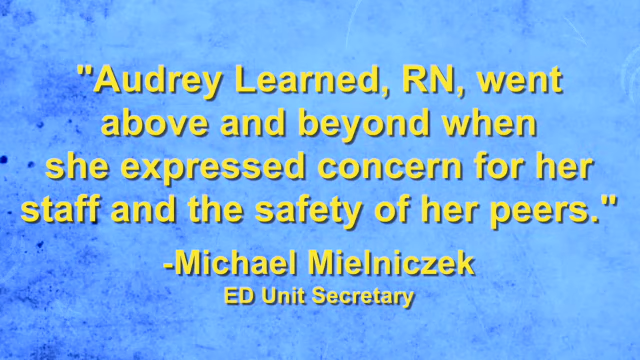 "Audrey Learned, RN, went
above and beyond when
she expressed concern for her
staff and the safety of her peers."
-Michael Mielniczek
ED Unit Secretary